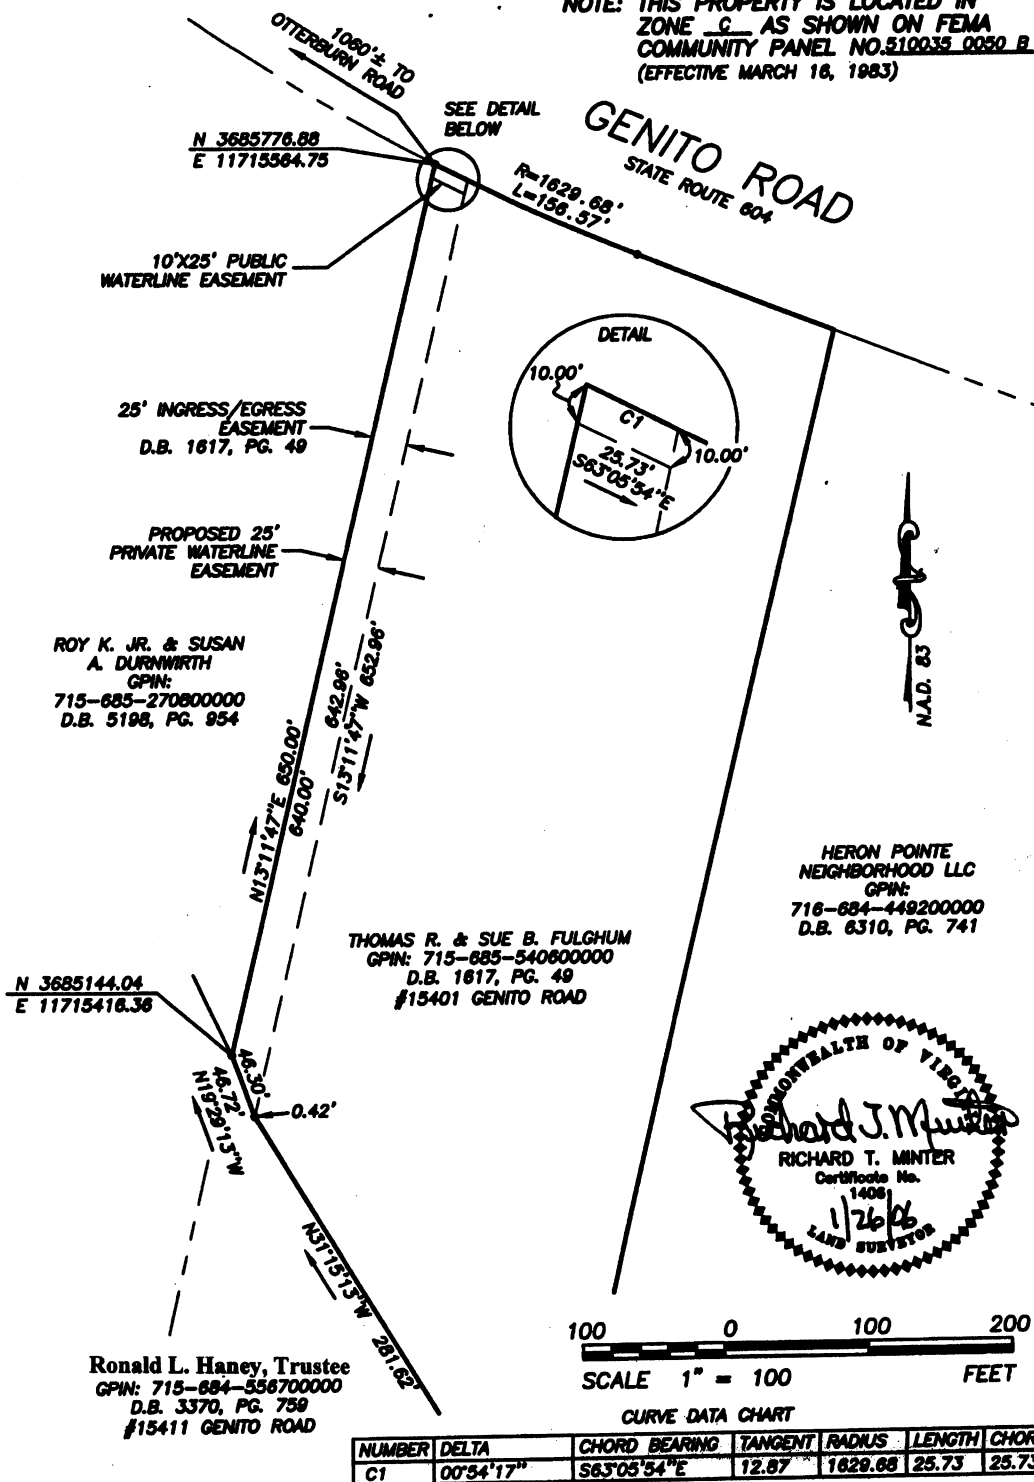 NOTE: THIS PROPERTY IS LOCATED IN
ZONE C AS SHOWN ON FEMA
COMMUNITY PANEL NO. 510035 0050 B
(EFFECTIVE MARCH 16, 1983)
1060'± TO
OTTERBURN ROAD
SEE DETAIL
BELOW
N 3685776.88
E 11715564.75
GENITO ROAD
STATE ROUTE 604
R=1629.68'
L=156.57'
10'X25' PUBLIC
WATERLINE EASEMENT
DETAIL
10.00'
C1
25.73'
S63°05'54"E
10.00'
25' INGRESS/EGRESS
EASEMENT
D.B. 1617, PG. 49
PROPOSED 25'
PRIVATE WATERLINE
EASEMENT
N.A.D. 83
ROY K. JR. & SUSAN
A. DURNWIRTH
GPIN:
715-685-270800000
D.B. 5198, PG. 954
N13°11'47"E 650.00'
640.00'
642.96'
S13°11'47"W 652.96'
HERON POINTE
NEIGHBORHOOD LLC
GPIN:
716-684-449200000
D.B. 6310, PG. 741
THOMAS R. & SUE B. FULGHUM
GPIN: 715-685-540600000
D.B. 1617, PG. 49
#15401 GENITO ROAD
N 3685144.04
E 11715416.36
46.30'
46.72'
N19°29'13"W
0.42'
N31°15'13"W 281.62'
COMMONWEALTH OF VIRGINIA
Richard T. Minter
RICHARD T. MINTER
Certificate No.
1406
1/26/06
LAND SURVEYOR
Ronald L. Haney, Trustee
GPIN: 715-684-556700000
D.B. 3370, PG. 759
#15411 GENITO ROAD
100 0 100 200
SCALE 1" = 100 FEET
CURVE DATA CHART
NUMBER DELTA CHORD BEARING TANGENT RADIUS LENGTH CHOR
C1 00°54'17" S63°05'54"E 12.87 1629.68 25.73 25.73